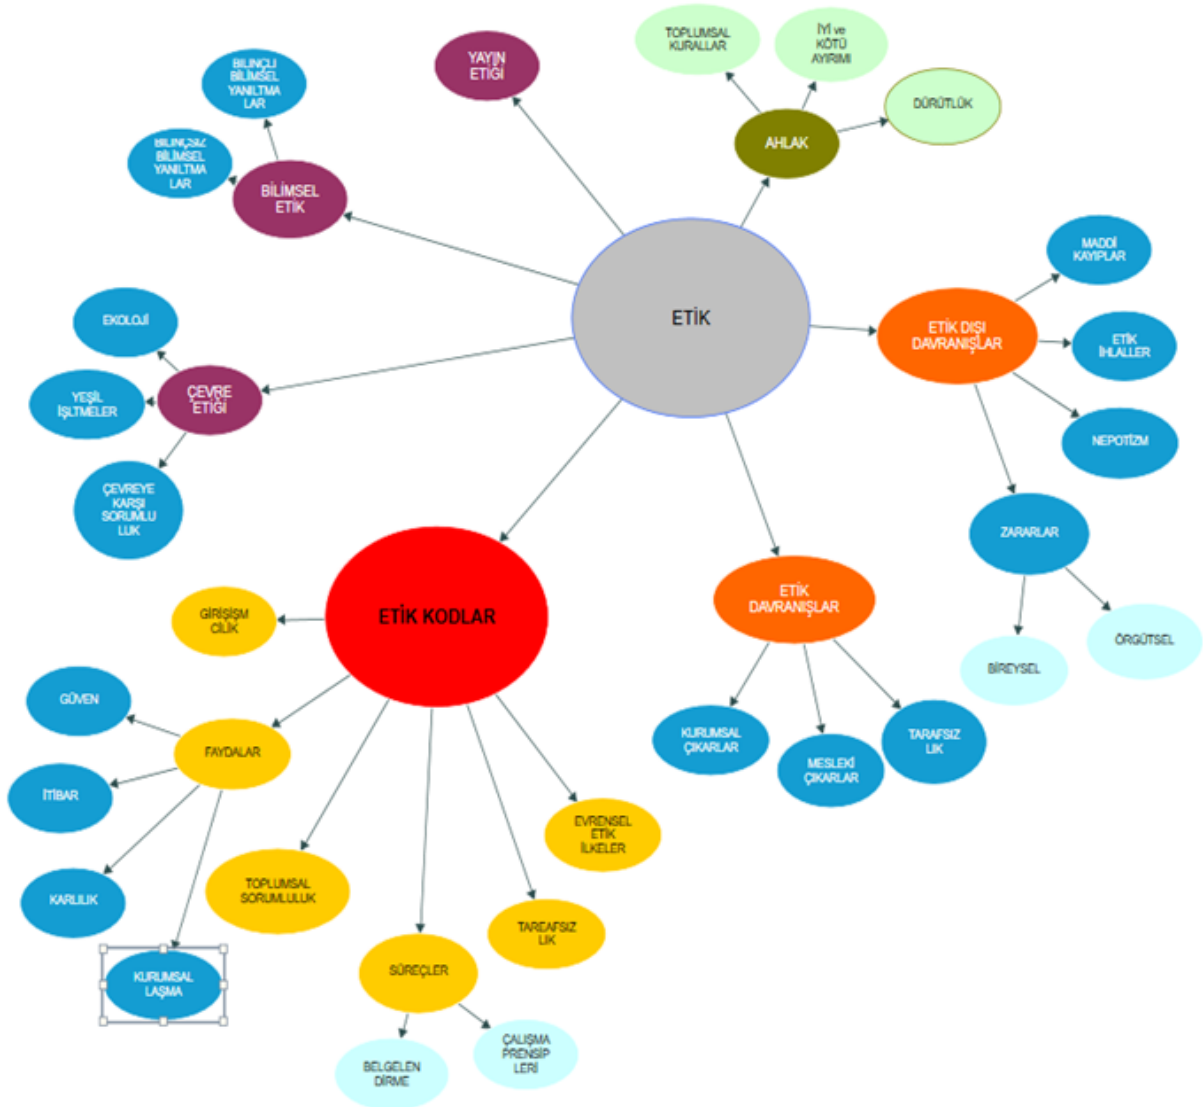 TOPLUMSAL
KURALLAR
İYİ ve
KÖTÜ
AYIRIMI
YAYIN
ETİĞİ
DÜRÜTLÜK
BİLİNÇLİ
BİLİMSEL
YANILTMA
LAR
AHLAK
BİLİNÇSİZ
BİLİMSEL
YANILTMA
LAR
BİLİMSEL
ETİK
MADDİ
KAYIPLAR
ETİK
ETİK DIŞI
DAVRANIŞLAR
ETİK
İHLALLER
NEPOTİZM
EKOLOJİ
YEŞİL
İŞLTMELER
ÇEVRE
ETİĞİ
ÇEVREYE
KARŞI
SORUMLU
LUK
ZARARLAR
BİREYSEL
ÖRGÜTSEL
ETİK
DAVRANIŞLAR
KURUMSAL
ÇIKARLAR
MESLEKİ
ÇIKARLAR
TARAFSIZ
LIK
ETİK KODLAR
GİRİŞİŞM
CİLİK
GÜVEN
FAYDALAR
İTİBAR
KARLILIK
KURUMSAL
LAŞMA
TOPLUMSAL
SORUMLULUK
EVRENSEL
ETİK
İLKELER
TAREAFSIZ
LIK
SÜREÇLER
BELGELEN
DİRME
ÇALIŞMA
PRENSİP
LERİ